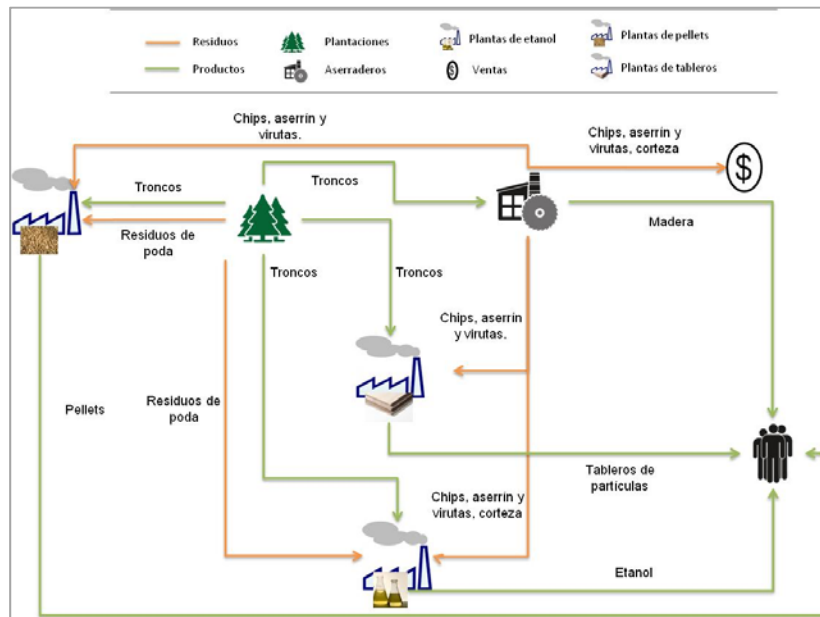 Residuos
Plantaciones
Plantas de etanol
Plantas de pellets
Productos
Aserraderos
$
Ventas
Plantas de tableros
Chips, aserrín y
virutas.
Chips, aserrín y
virutas, corteza
$
Troncos
Troncos
Madera
Residuos de
poda
Troncos
Troncos
Chips, aserrín
y virutas.
Pellets
Residuos de
poda
Tableros de
partículas
Chips, aserrín y
virutas, corteza
Etanol